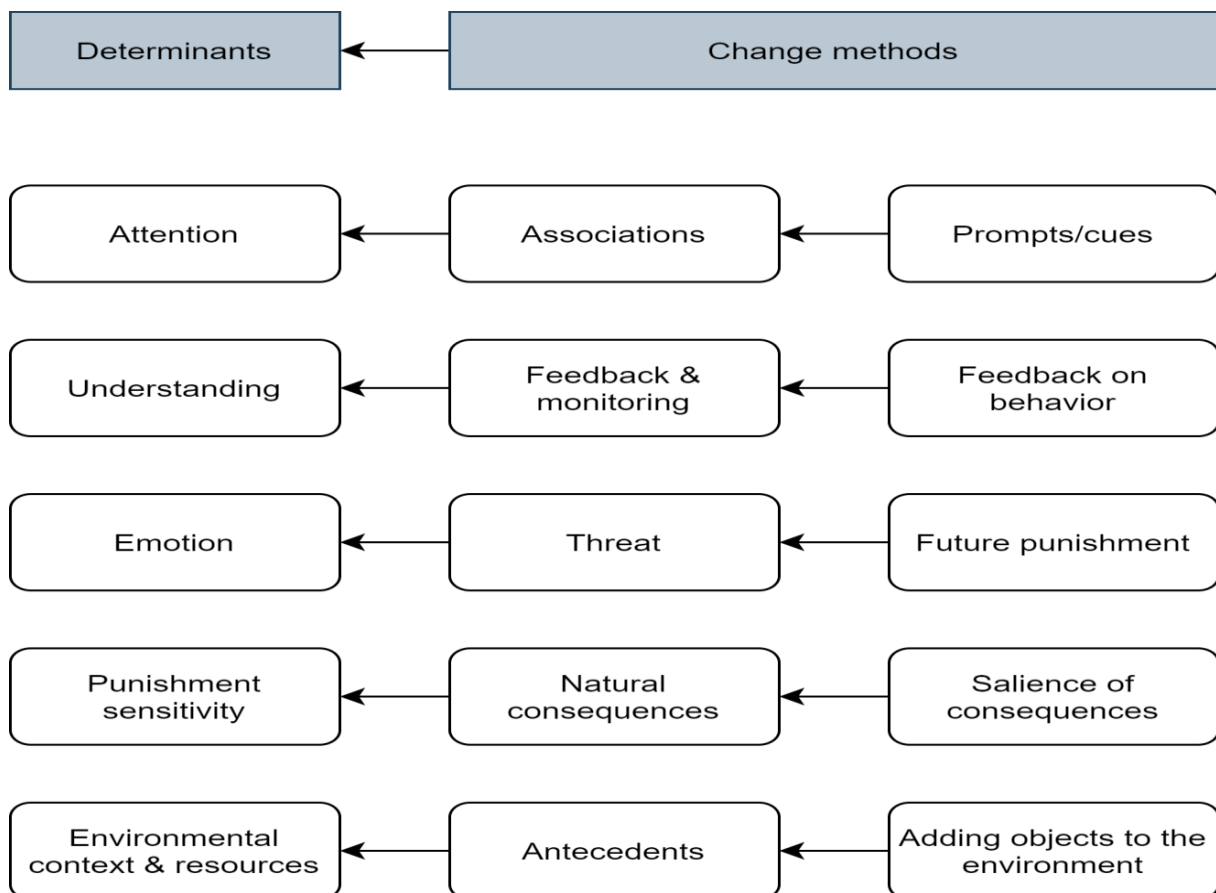 Determinants
Change methods
Attention
Associations
Prompts/cues
Understanding
Feedback &
monitoring
Feedback on
behavior
Emotion
Threat
Future punishment
Punishment
sensitivity
Natural
consequences
Salience of
consequences
Environmental
context & resources
Antecedents
Adding objects to the
environment